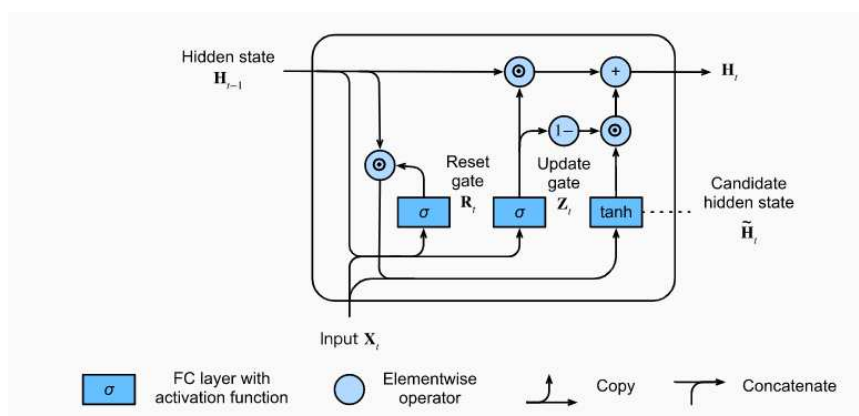 Hidden state
H_{t-1}
H_t
1−
Reset
gate
R_t
Update
gate
Z_t
σ
σ
tanh
Candidate
hidden state
H̃_t
Input X_t
σ
FC layer with
activation function
Elementwise
operator
Copy
Concatenate